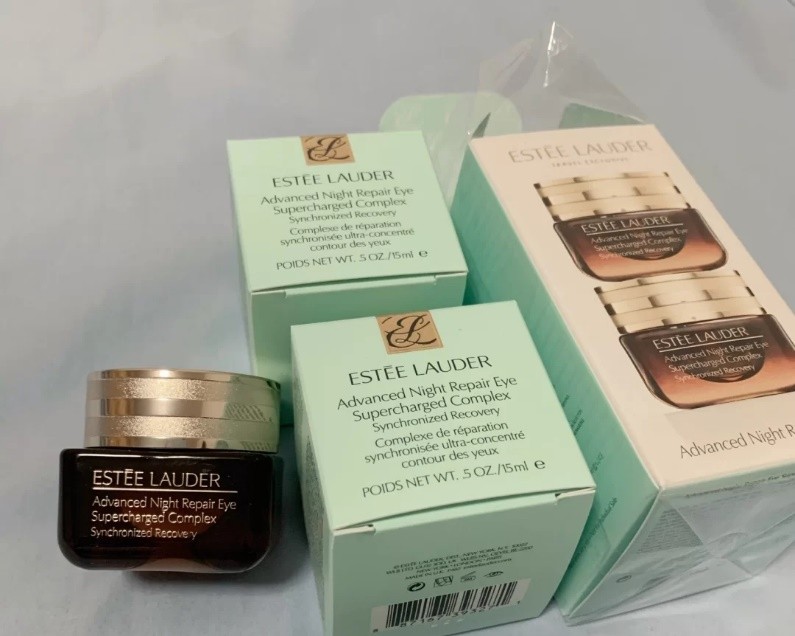 ESTĒE LAUDER
Advanced Night Repair Eye
Supercharged Complex
Synchronized Recovery
Complexe de réparation
synchronisée ultra-concentré
contour des yeux
POIDS NET WT. .5 OZ./15ml e
ESTĒE LAUDER
ESTĒE LAUDER
Advanced Night Repair Eye
Supercharged Complex
Synchronized Recovery
ESTĒE LAUDER
Advanced Night Repair Eye
Supercharged Complex
Synchronized Recovery
Advanced Night R
ESTĒE LAUDER
Advanced Night Repair Eye
Supercharged Complex
Synchronized Recovery
Complexe de réparation
synchronisée ultra-concentré
contour des yeux
POIDS NET WT. .5 OZ./15ml e
ESTĒE LAUDER
Advanced Night Repair Eye
Supercharged Complex
Synchronized Recovery